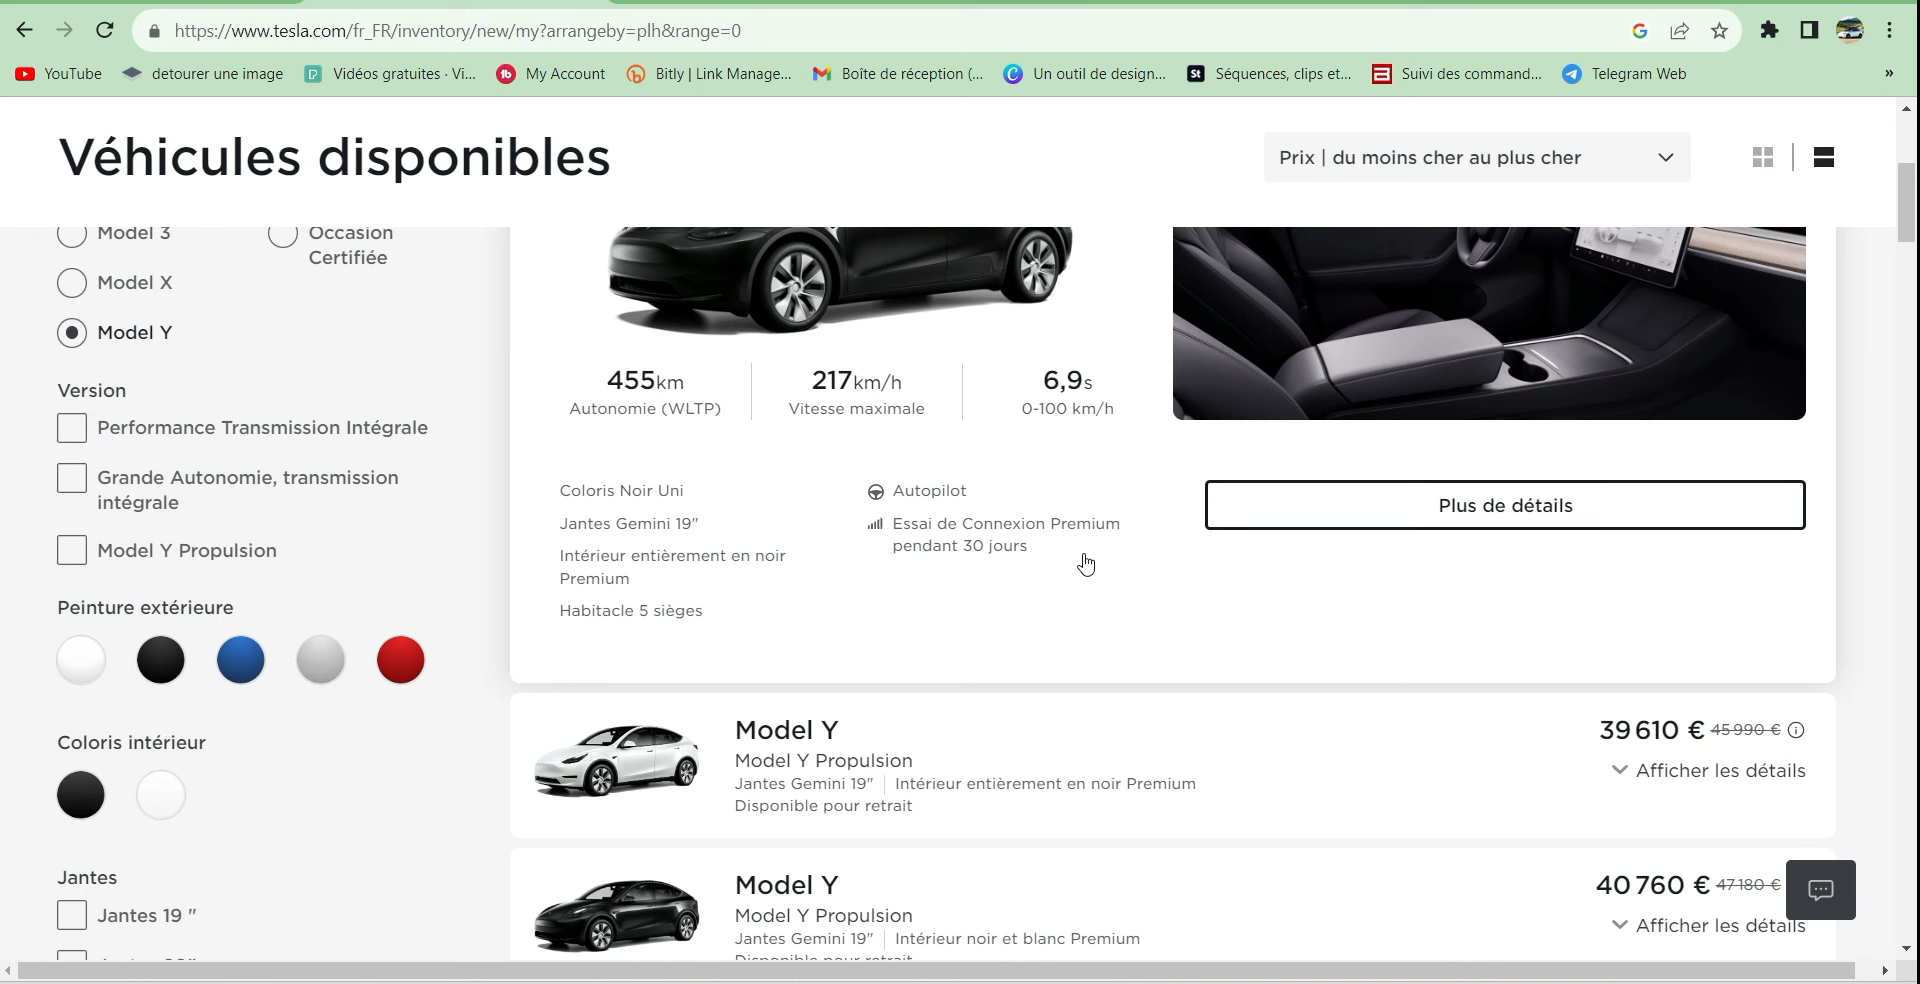 https://www.tesla.com/fr_FR/inventory/new/my?arrangeby=plh&range=0
YouTube
detourer une image
Vidéos gratuites · Vi...
My Account
Bitly | Link Manage...
Boîte de réception (...
Un outil de design...
Séquences, clips et...
Suivi des command...
Telegram Web
»
Véhicules disponibles
Prix | du moins cher au plus cher
Model 3
Occasion
Certifiée
Model X
Model Y
Version
Performance Transmission Intégrale
Grande Autonomie, transmission
intégrale
Model Y Propulsion
Peinture extérieure
Coloris intérieur
Jantes
Jantes 19 "
455km
Autonomie (WLTP)
217km/h
Vitesse maximale
6,9s
0-100 km/h
Coloris Noir Uni
Jantes Gemini 19"
Intérieur entièrement en noir
Premium
Habitacle 5 sièges
Autopilot
Essai de Connexion Premium
pendant 30 jours
Plus de détails
Model Y
Model Y Propulsion
Jantes Gemini 19" | Intérieur entièrement en noir Premium
Disponible pour retrait
39 610 € 45 990 €
Afficher les détails
Model Y
Model Y Propulsion
Jantes Gemini 19" | Intérieur noir et blanc Premium
Disponible pour retrait
40 760 € 47 180 €
Afficher les détails